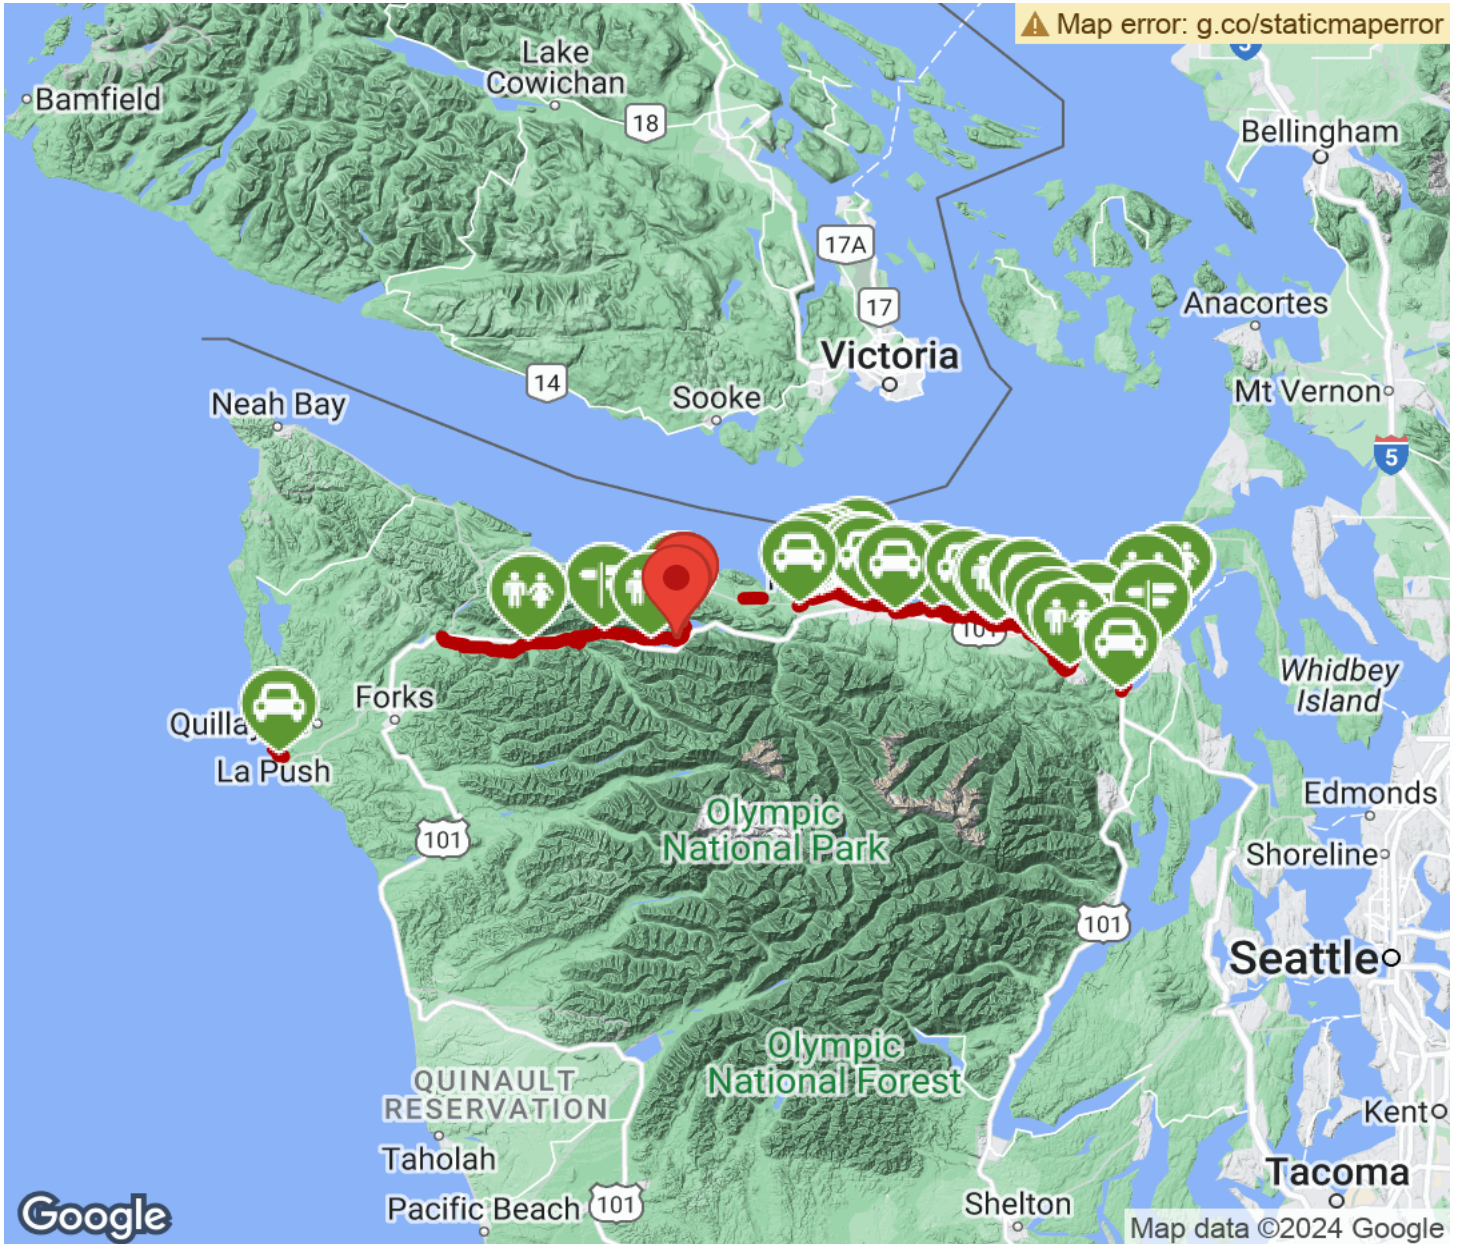 Map error: g.co/staticmaperror
5
Lake
Cowichan
Bamfield
18
Bellingham
17A
17
Anacortes
Victoria
14
Sooke
Mt Vernon
Neah Bay
5
101
Whidbey
Island
Forks
La Push
Edmonds
101
Olympic
National Park
Shoreline
101
Seattle
Olympic
National Forest
QUINAULT
RESERVATION
Kent
Taholah
Tacoma
Pacific Beach
101
Shelton
Google
Map data ©2024 Google